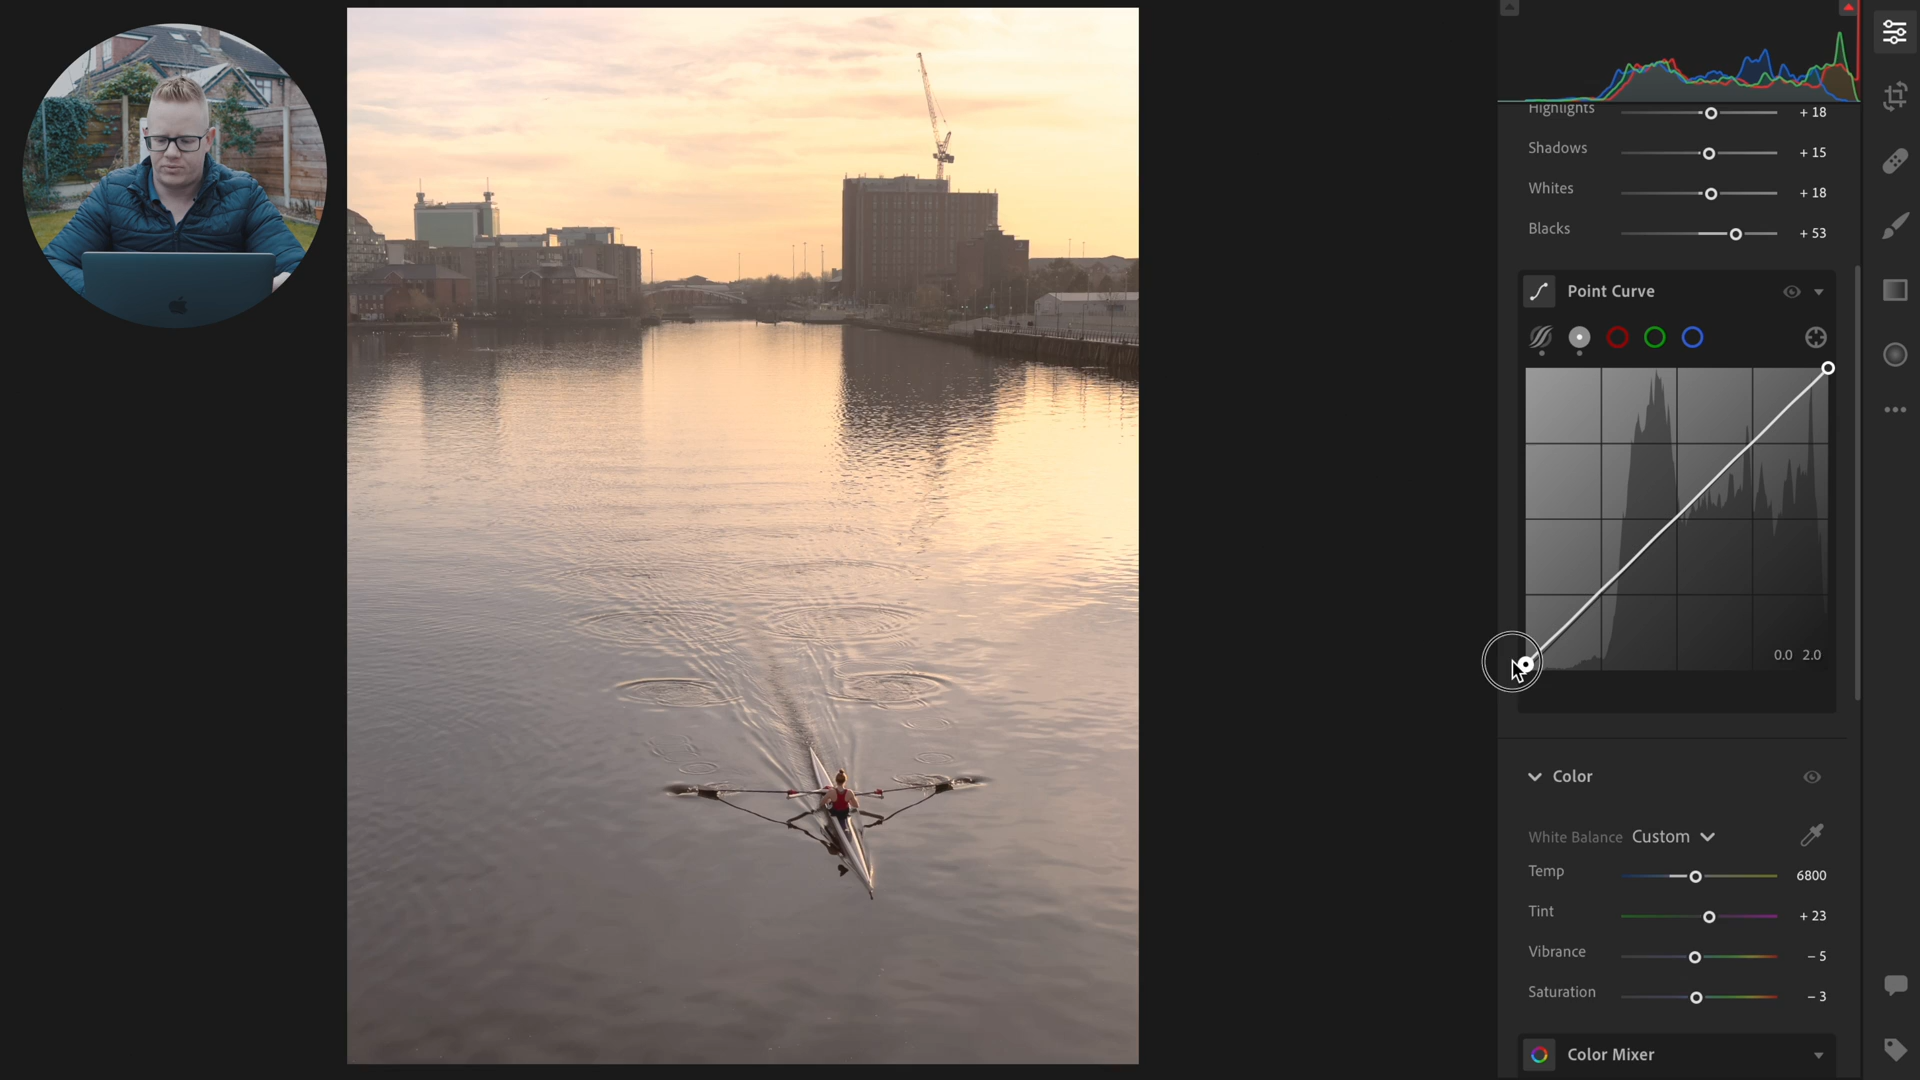 Highlights + 18
Shadows + 15
Whites + 18
Blacks + 53
Point Curve
0.0 2.0
Color
White Balance Custom
Temp 6800
Tint + 23
Vibrance – 5
Saturation – 3
Color Mixer